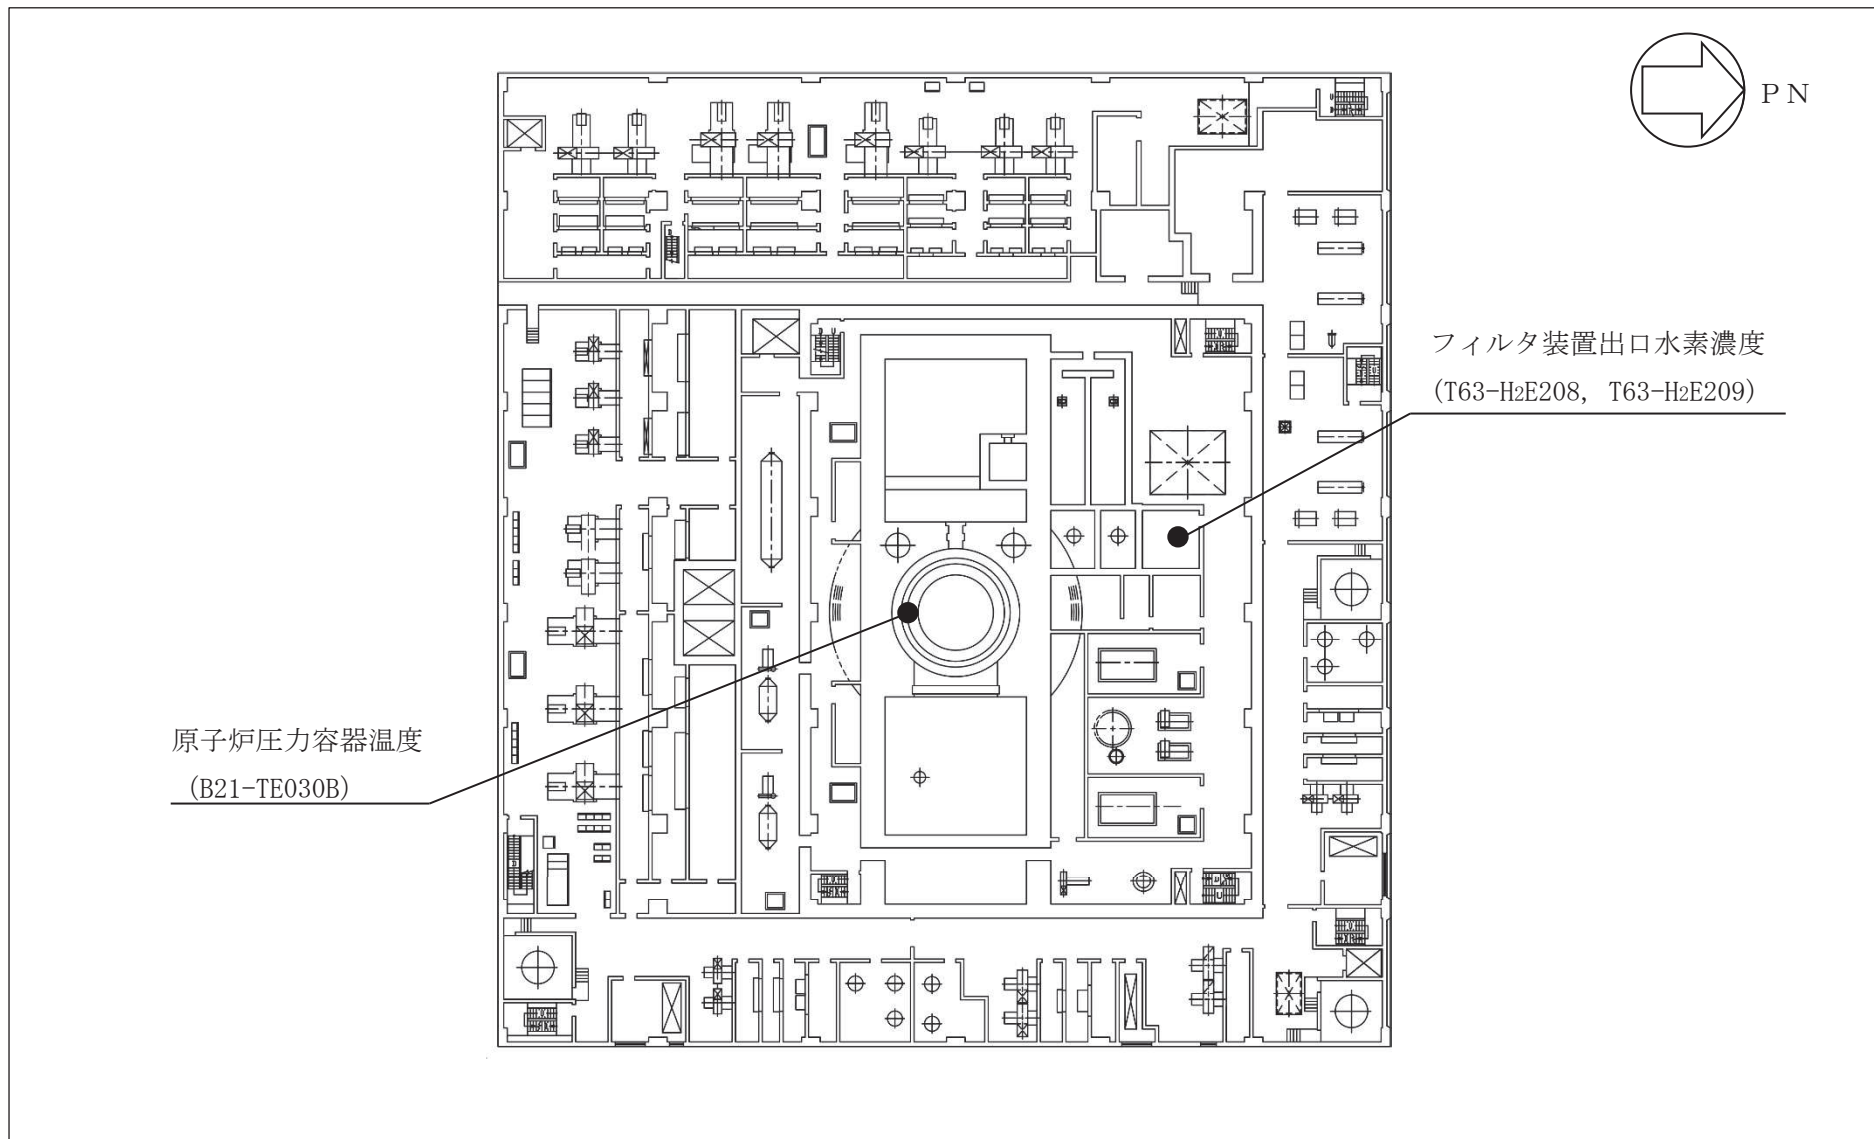 ＰＮ
フィルタ装置出口水素濃度
(T63-H2E208, T63-H2E209)
原子炉圧力容器温度
(B21-TE030B)